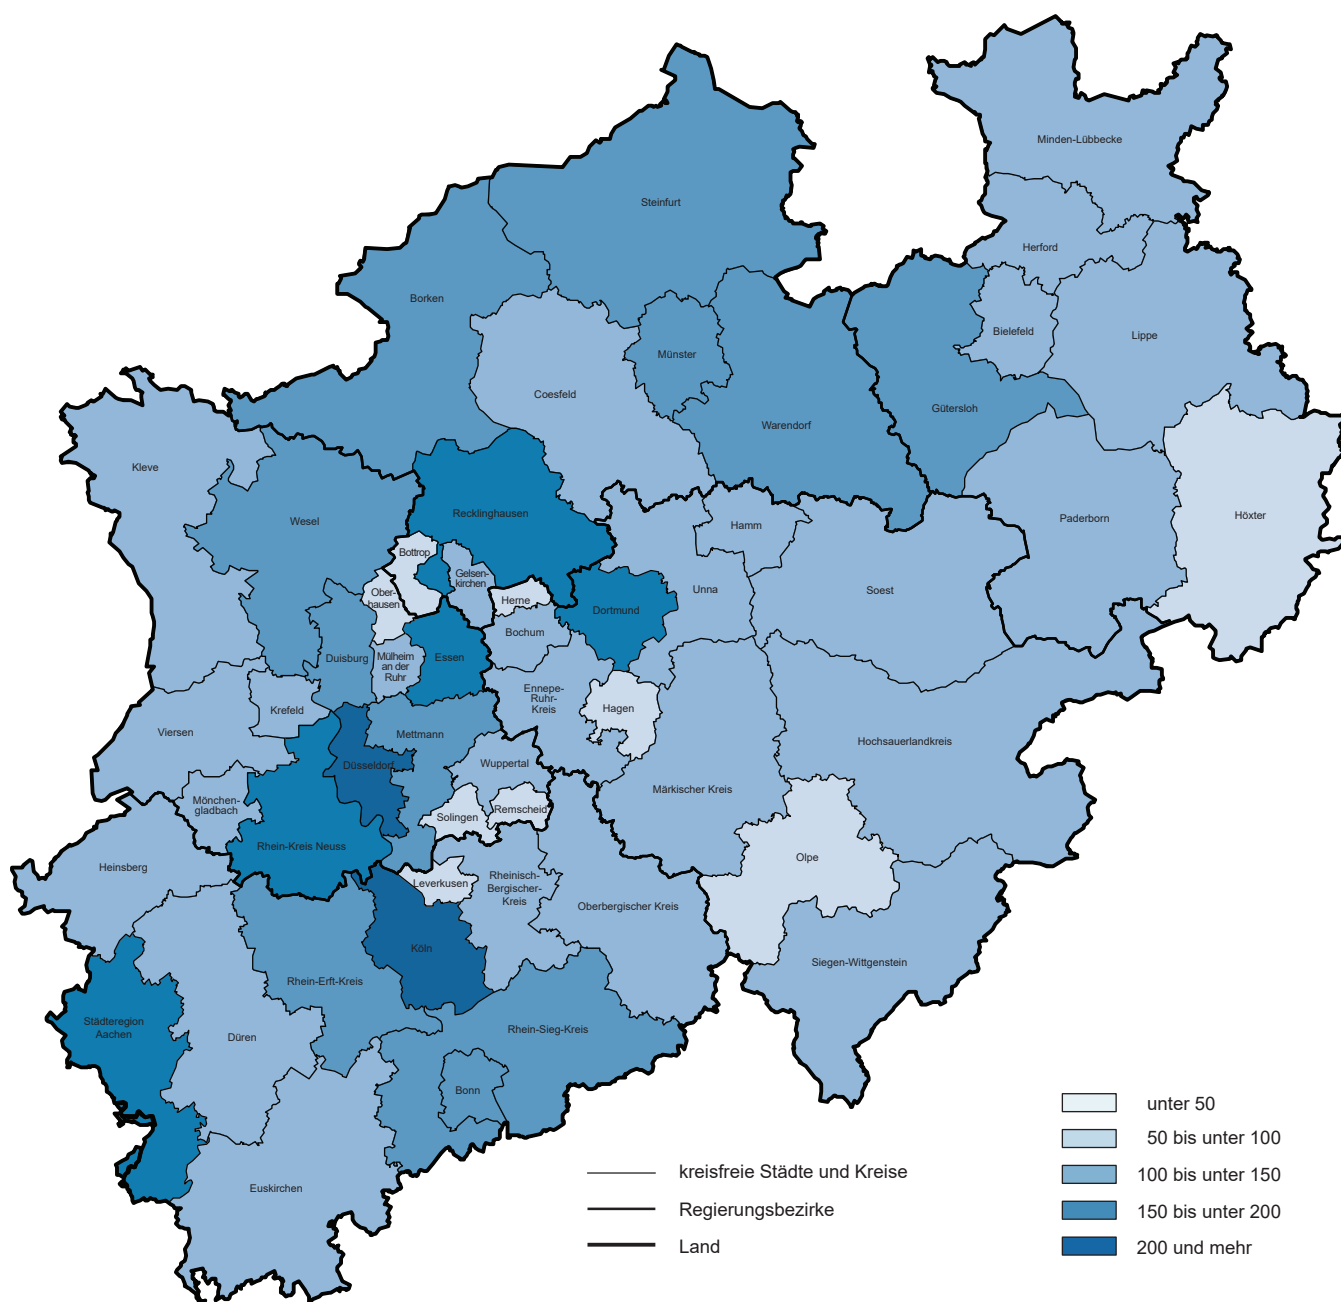 Minden-Lübbecke
Steinfurt
Herford
Borken
Bielefeld
Lippe
Münster
Coesfeld
Gütersloh
Warendorf
Kleve
Recklinghausen
Wesel
Hamm
Paderborn
Höxter
Bottrop
Gelsen-
kirchen
Ober-
hausen
Herne
Dortmund
Unna
Soest
Bochum
Duisburg
Mülheim
an der
Ruhr
Essen
Ennepe-
Ruhr-
Kreis
Hagen
Krefeld
Viersen
Mettmann
Hochsauerlandkreis
Düsseldorf
Wuppertal
Märkischer Kreis
Mönchen-
gladbach
Solingen
Remscheid
Rhein-Kreis Neuss
Olpe
Heinsberg
Leverkusen
Rheinisch-
Bergischer-
Kreis
Oberbergischer Kreis
Köln
Siegen-Wittgenstein
Rhein-Erft-Kreis
Städteregion
Aachen
Düren
Rhein-Sieg-Kreis
Bonn
Euskirchen
kreisfreie Städte und Kreise
Regierungsbezirke
Land
unter 50
50 bis unter 100
100 bis unter 150
150 bis unter 200
200 und mehr